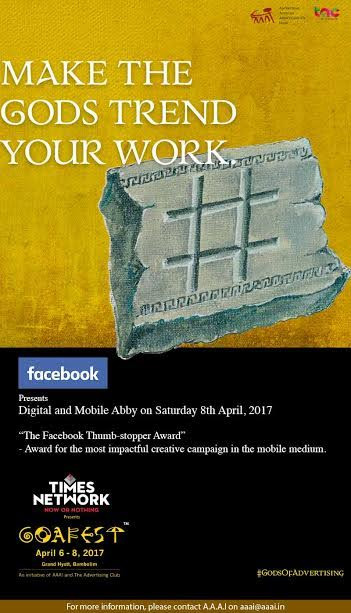 MAKE THE
GODS TREND
YOUR WORK.
#
facebook
Presents
Digital and Mobile Abby on Saturday 8th April, 2017
“The Facebook Thumb-stopper Award”
- Award for the most impactful creative campaign in the mobile medium.
TIMES
NETWORK
NOW OR NOTHING
Presents
GOAFEST™
April 6 - 8, 2017
Grand Hyatt, Bambolim
An initiative of AAAI and The Advertising Club
#GODSOFADVERTISING
For more information, please contact A.A.A.I on aaai@aaai.in